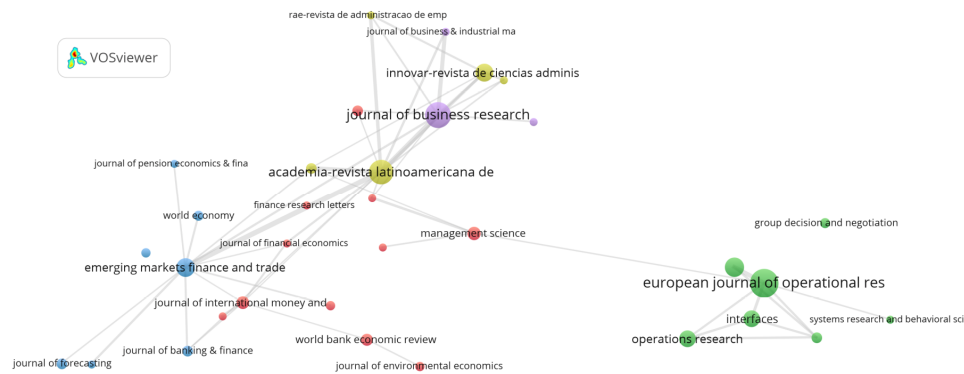 rae-revista de administracao de emp
journal of business & industrial ma
VOSviewer
innovar-revista de ciencias adminis
journal of business research
journal of pension economics & fina
academia-revista latinoamericana de
finance research letters
world economy
group decision and negotiation
management science
journal of financial economics
emerging markets finance and trade
european journal of operational res
journal of international money and
interfaces
systems research and behavioral sci
world bank economic review
operations research
journal of banking & finance
journal of forecasting
journal of environmental economics